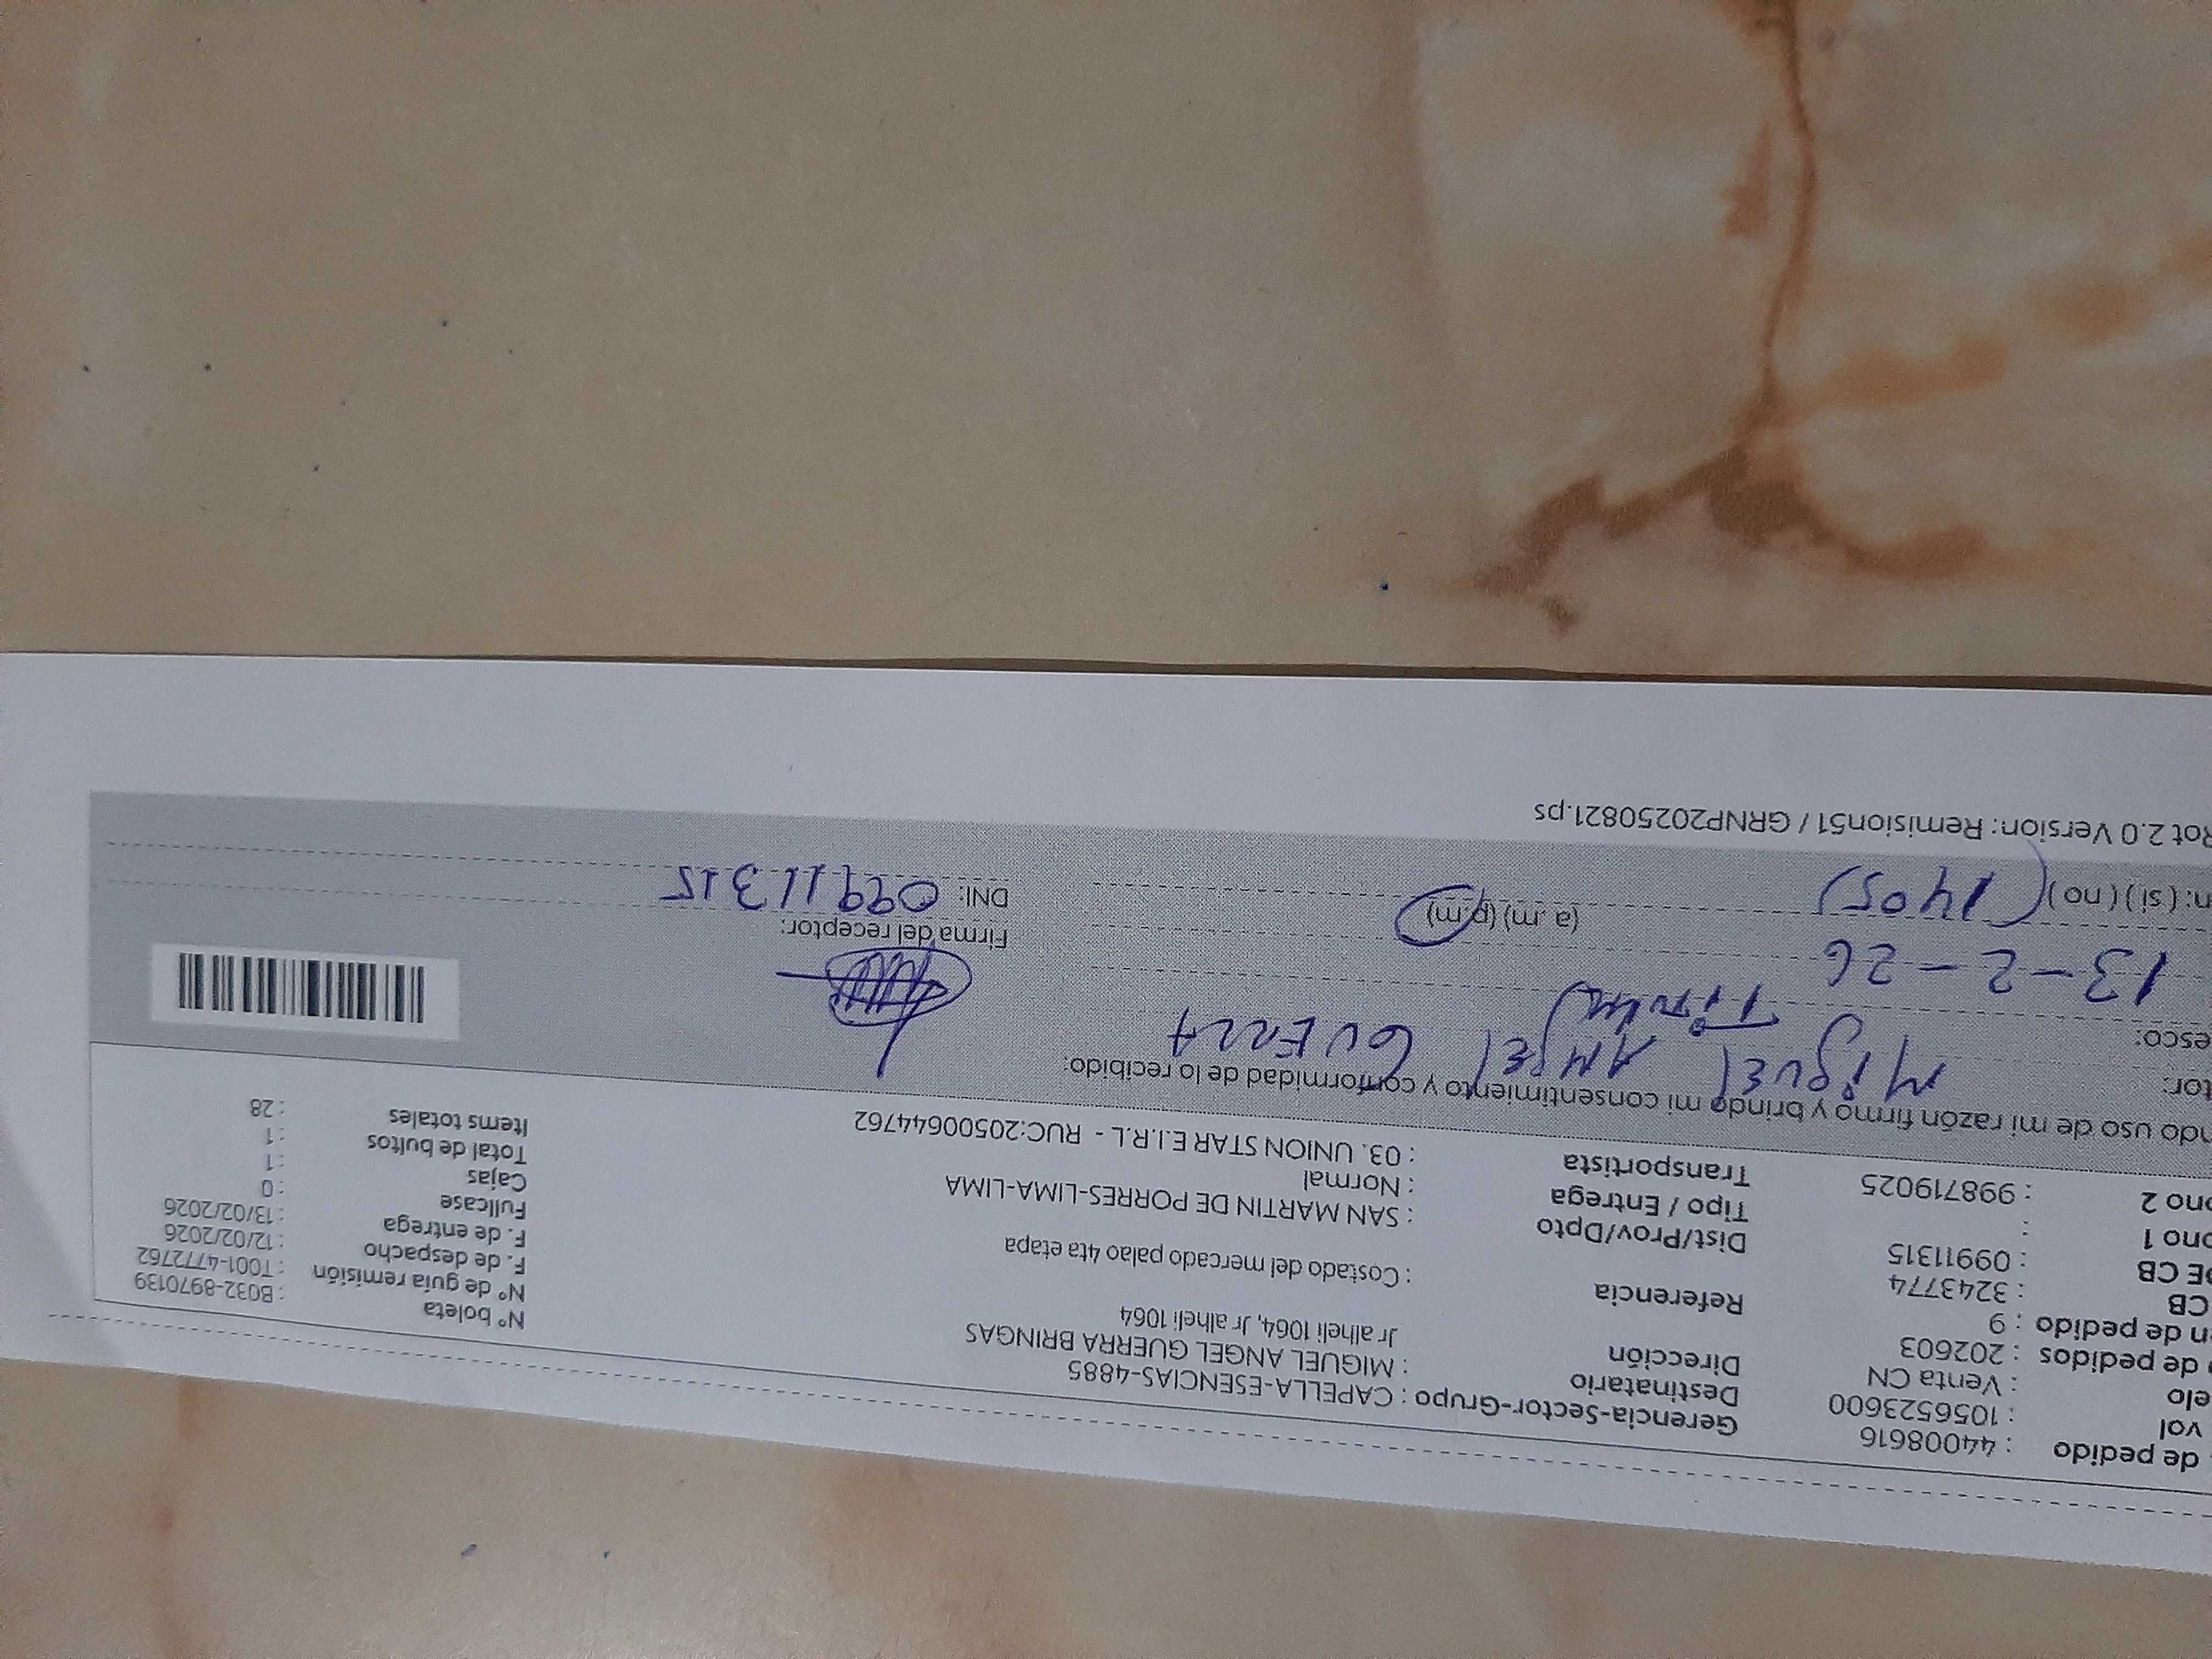 de pedido : 44008616 Gerencia-Sector-Grupo : CAPELLA-ESENCIAS-4885 N° boleta : B032-8970139
vol : 1056523600 Destinatario : MIGUEL ANGEL GUERRA BRINGAS N° de guía remisión : T001-4772762
elo : Venta CN Dirección Jr alheli 1064, Jr alheli 1064 F. de despacho : 12/02/2026
de pedidos : 202603 F. de entrega : 13/02/2026
n de pedido : 9 Referencia : Costado del mercado palao 4ta etapa Fullcase : 0
CB : 3243774 Cajas : 1
DE CB : 09911315 Dist/Prov/Dpto : SAN MARTIN DE PORRES-LIMA-LIMA Total de bultos : 1
ono 1 : Tipo / Entrega : Normal Items totales : 28
ono 2 : 998719025 Transportista : 03. UNION STAR E.I.R.L - RUC:20500644762
ndo uso de mi razón firmo y brindo mi consentimiento y conformidad de lo recibido:
tor: Miguel Angel Guerra
esco: Titular
13-2-26 (a.m) (p.m) Firma del receptor:
n: (si) (no) (1405) DNI: 09911315
Rot 2.0 Version: Remision51 / GRNP20250821.ps